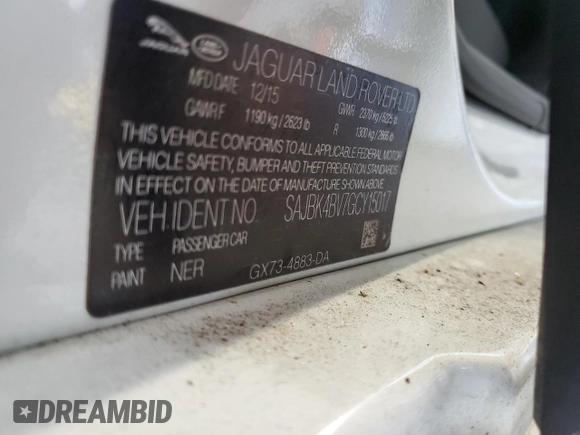 JAGUAR LAND ROVER LTD
MFD DATE 12/15 GVWR 2370 kg / 5225 lb
GAWR F 1190 kg / 2623 lb R 1300 kg / 2866 lb
THIS VEHICLE CONFORMS TO ALL APPLICABLE FEDERAL MOTOR
VEHICLE SAFETY, BUMPER AND THEFT PREVENTION STANDARDS
IN EFFECT ON THE DATE OF MANUFACTURE SHOWN ABOVE.
VEH.IDENT NO. SAJBK4BV7GCY15017
TYPE PASSENGER CAR
PAINT NER GX73-4883-DA
DREAMBID